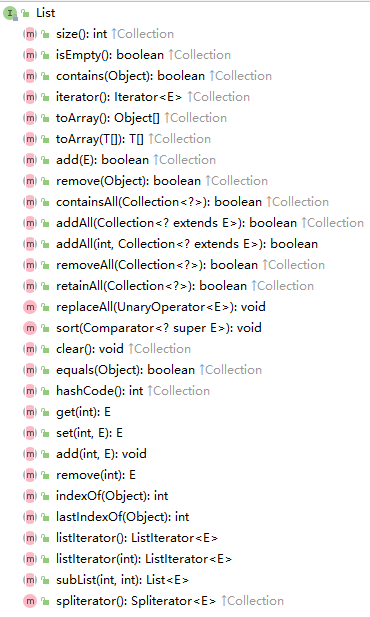 List
size(): int ↑Collection
isEmpty(): boolean ↑Collection
contains(Object): boolean ↑Collection
iterator(): Iterator<E> ↑Collection
toArray(): Object[] ↑Collection
toArray(T[]): T[] ↑Collection
add(E): boolean ↑Collection
remove(Object): boolean ↑Collection
containsAll(Collection<?>): boolean ↑Collection
addAll(Collection<? extends E>): boolean ↑Collection
addAll(int, Collection<? extends E>): boolean
removeAll(Collection<?>): boolean ↑Collection
retainAll(Collection<?>): boolean ↑Collection
replaceAll(UnaryOperator<E>): void
sort(Comparator<? super E>): void
clear(): void ↑Collection
equals(Object): boolean ↑Collection
hashCode(): int ↑Collection
get(int): E
set(int, E): E
add(int, E): void
remove(int): E
indexOf(Object): int
lastIndexOf(Object): int
listIterator(): ListIterator<E>
listIterator(int): ListIterator<E>
subList(int, int): List<E>
spliterator(): Spliterator<E> ↑Collection